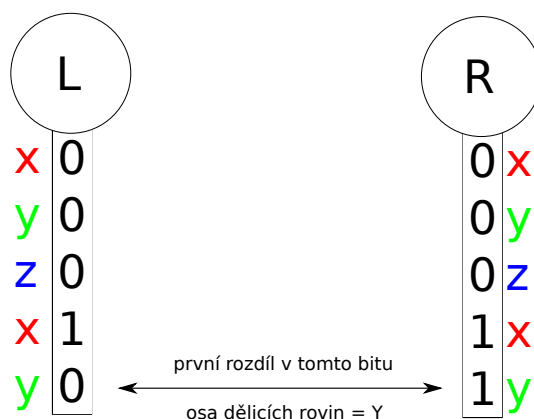 L R
x 0 0 x
y 0 0 y
z 0 0 z
x 1 1 x
první rozdíl v tomto bitu
y 0 1 y
osa dělicích rovin = Y